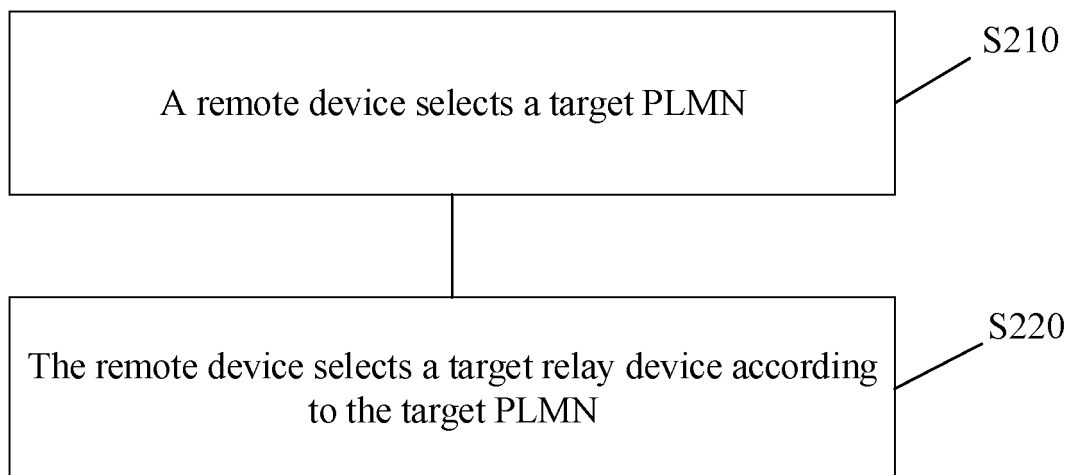 S210
A remote device selects a target PLMN
S220
The remote device selects a target relay device according
to the target PLMN